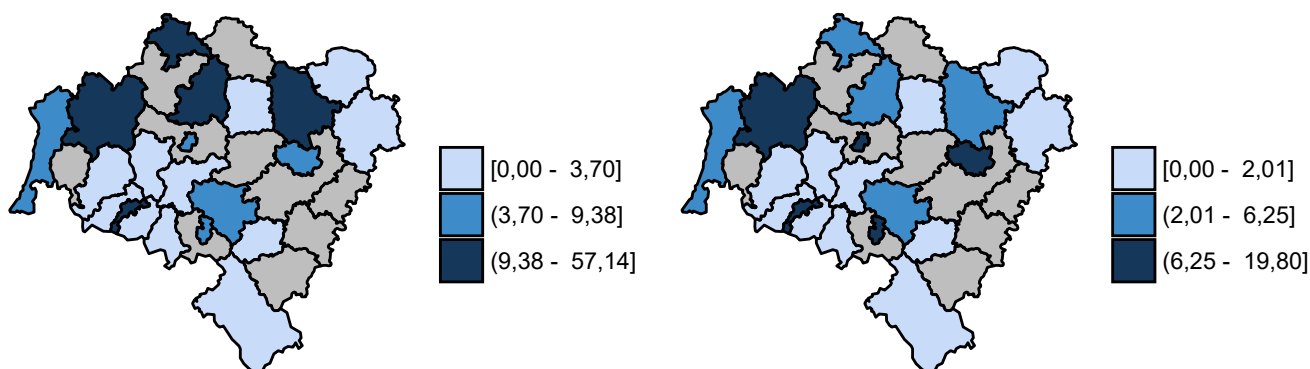 [0,00 - 3,70]
(3,70 - 9,38]
(9,38 - 57,14]
[0,00 - 2,01]
(2,01 - 6,25]
(6,25 - 19,80]